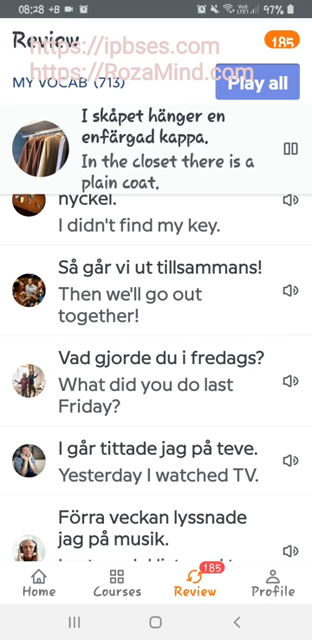 08:28
97%
Review
185
https://ipbses.com
https://RozaMind.com
MY VOCAB (713)
Play all
I skåpet hänger en
enfärgad kappa.
In the closet there is a
plain coat.
nyckel.
I didn't find my key.
Så går vi ut tillsammans!
Then we'll go out
together!
Vad gjorde du i fredags?
What did you do last
Friday?
I går tittade jag på teve.
Yesterday I watched TV.
Förra veckan lyssnade
jag på musik.
185
Home
Courses
Review
Profile